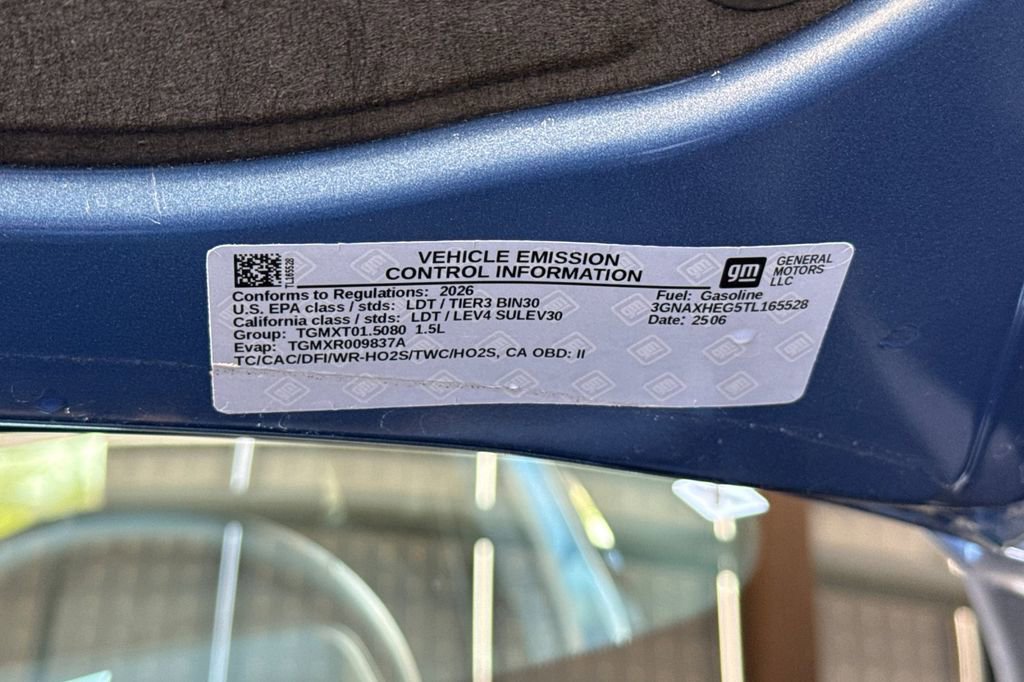 VEHICLE EMISSION
CONTROL INFORMATION
gm
GENERAL
MOTORS
LLC
TL165528
Conforms to Regulations: 2026
U.S. EPA class / stds: LDT / TIER3 BIN30
California class / stds: LDT / LEV4 SULEV30
Group: TGMXT01.5080 1.5L
Evap: TGMXR009837A
TC/CAC/DFI/WR-HO2S/TWC/HO2S, CA OBD: II
Fuel: Gasoline
3GNAXHEG5TL165528
Date: 2506